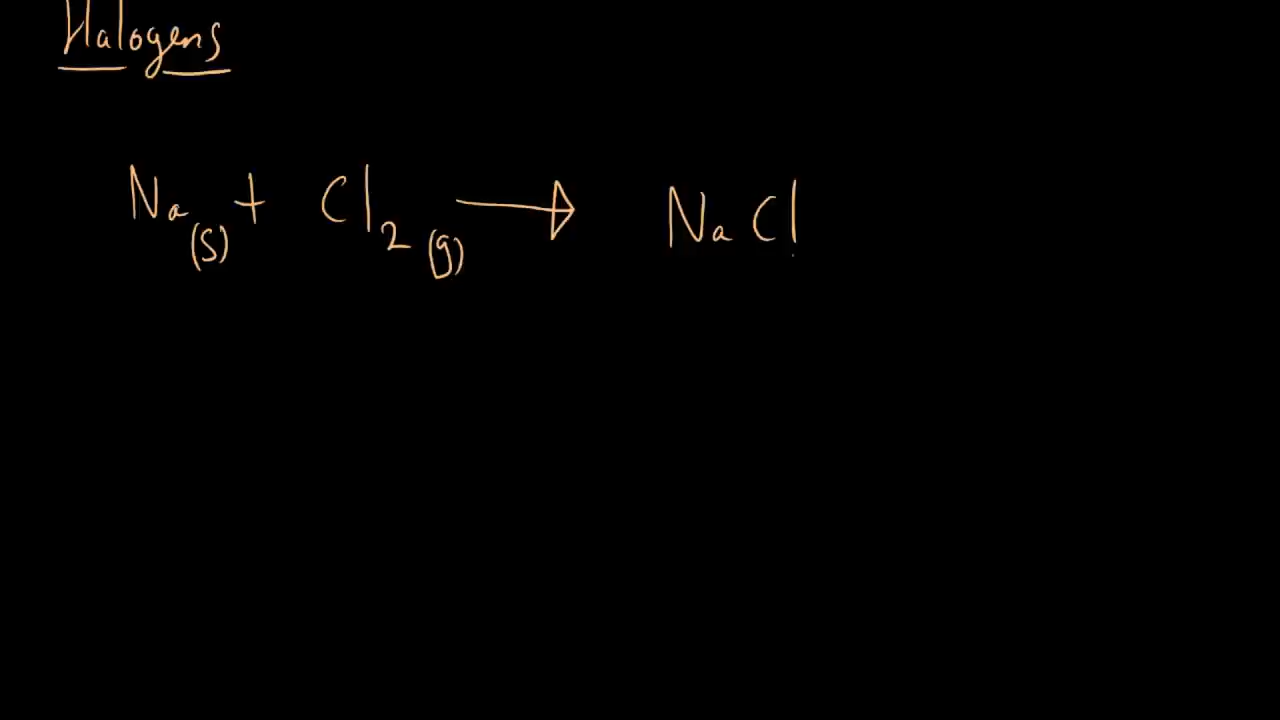 Halogens
Na(s) + Cl2(g) → NaCl